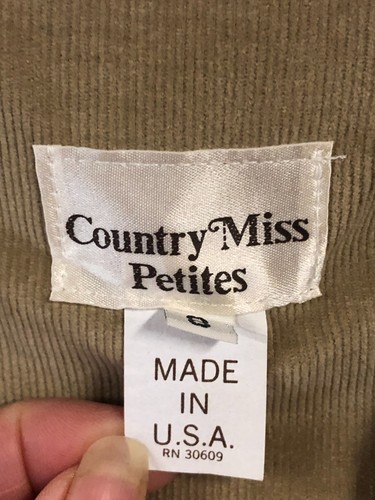 Country Miss
Petites
8
MADE
IN
U.S.A.
RN 30609